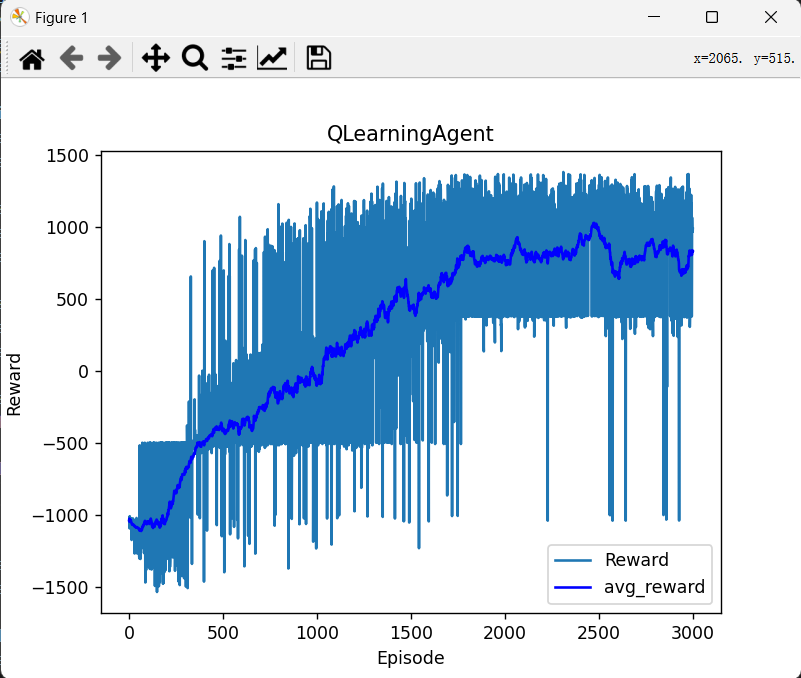 Figure 1
x=2065. y=515.
QLearningAgent
1500
1000
500
0
−500
−1000
−1500
Reward
0 500 1000 1500 2000 2500 3000
Episode
Reward
avg_reward